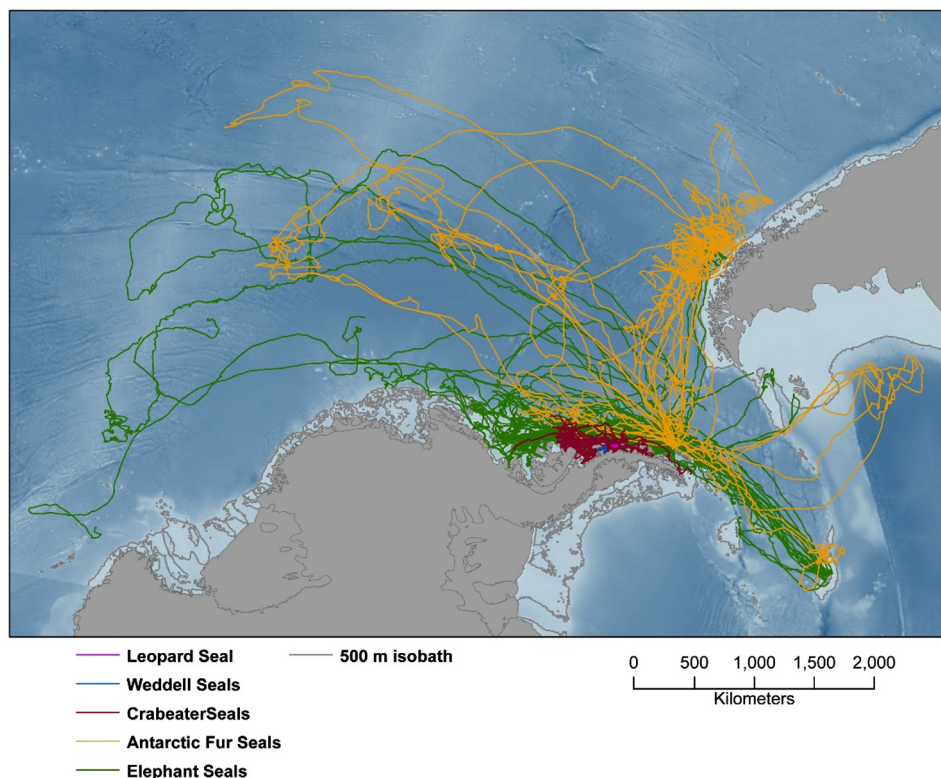 Leopard Seal
500 m isobath
Weddell Seals
CrabeaterSeals
Antarctic Fur Seals
Elephant Seals
0 500 1,000 1,500 2,000
Kilometers